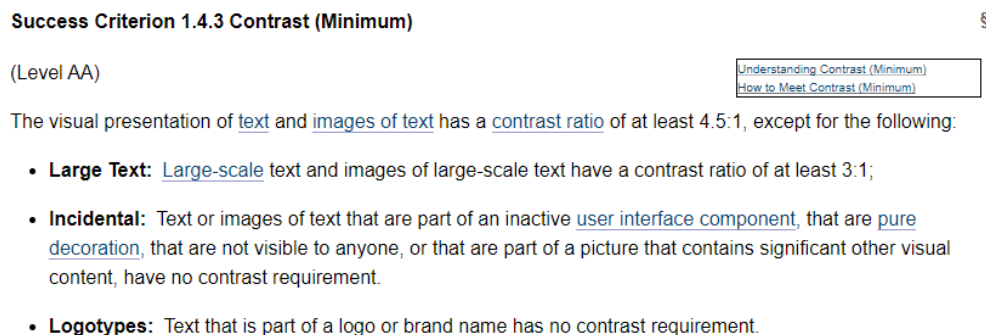 Success Criterion 1.4.3 Contrast (Minimum)
§
(Level AA)
Understanding Contrast (Minimum)
How to Meet Contrast (Minimum)
The visual presentation of text and images of text has a contrast ratio of at least 4.5:1, except for the following:
• Large Text: Large-scale text and images of large-scale text have a contrast ratio of at least 3:1;
• Incidental: Text or images of text that are part of an inactive user interface component, that are pure
decoration, that are not visible to anyone, or that are part of a picture that contains significant other visual
content, have no contrast requirement.
• Logotypes: Text that is part of a logo or brand name has no contrast requirement.